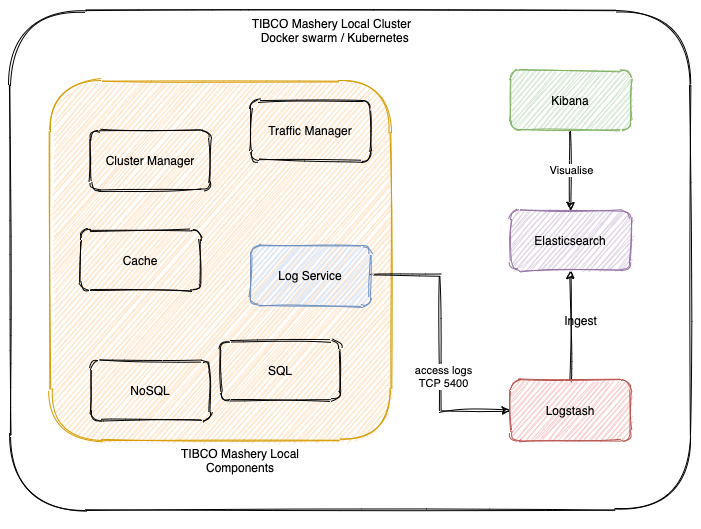 TIBCO Mashery Local Cluster
Docker swarm / Kubernetes
Kibana
Traffic Manager
Cluster Manager
Visualise
Elasticsearch
Cache
Log Service
Ingest
access logs
TCP 5400
SQL
NoSQL
Logstash
TIBCO Mashery Local
Components